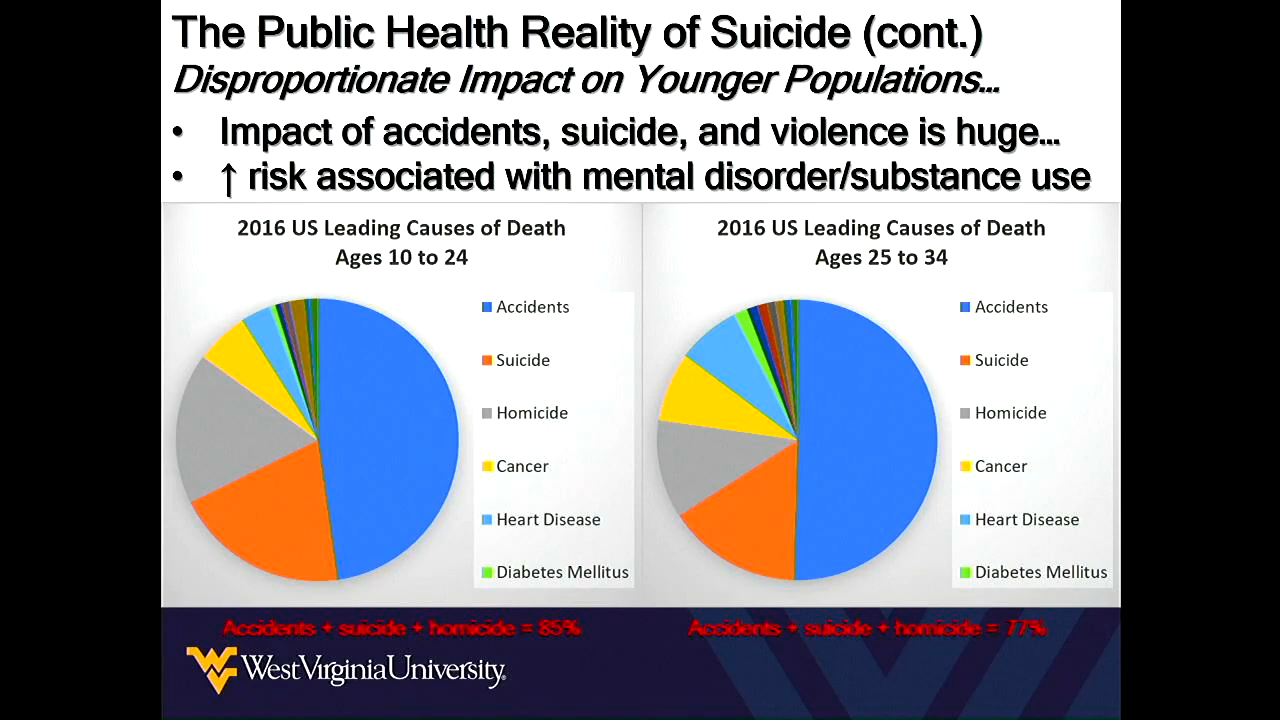 The Public Health Reality of Suicide (cont.)
Disproportionate Impact on Younger Populations...
• Impact of accidents, suicide, and violence is huge...
• ↑ risk associated with mental disorder/substance use
2016 US Leading Causes of Death
Ages 10 to 24
Accidents
Suicide
Homicide
Cancer
Heart Disease
Diabetes Mellitus
2016 US Leading Causes of Death
Ages 25 to 34
Accidents
Suicide
Homicide
Cancer
Heart Disease
Diabetes Mellitus
Accidents + suicide + homicide = 85%
Accidents + suicide + homicide = 77%
WestVirginiaUniversity.